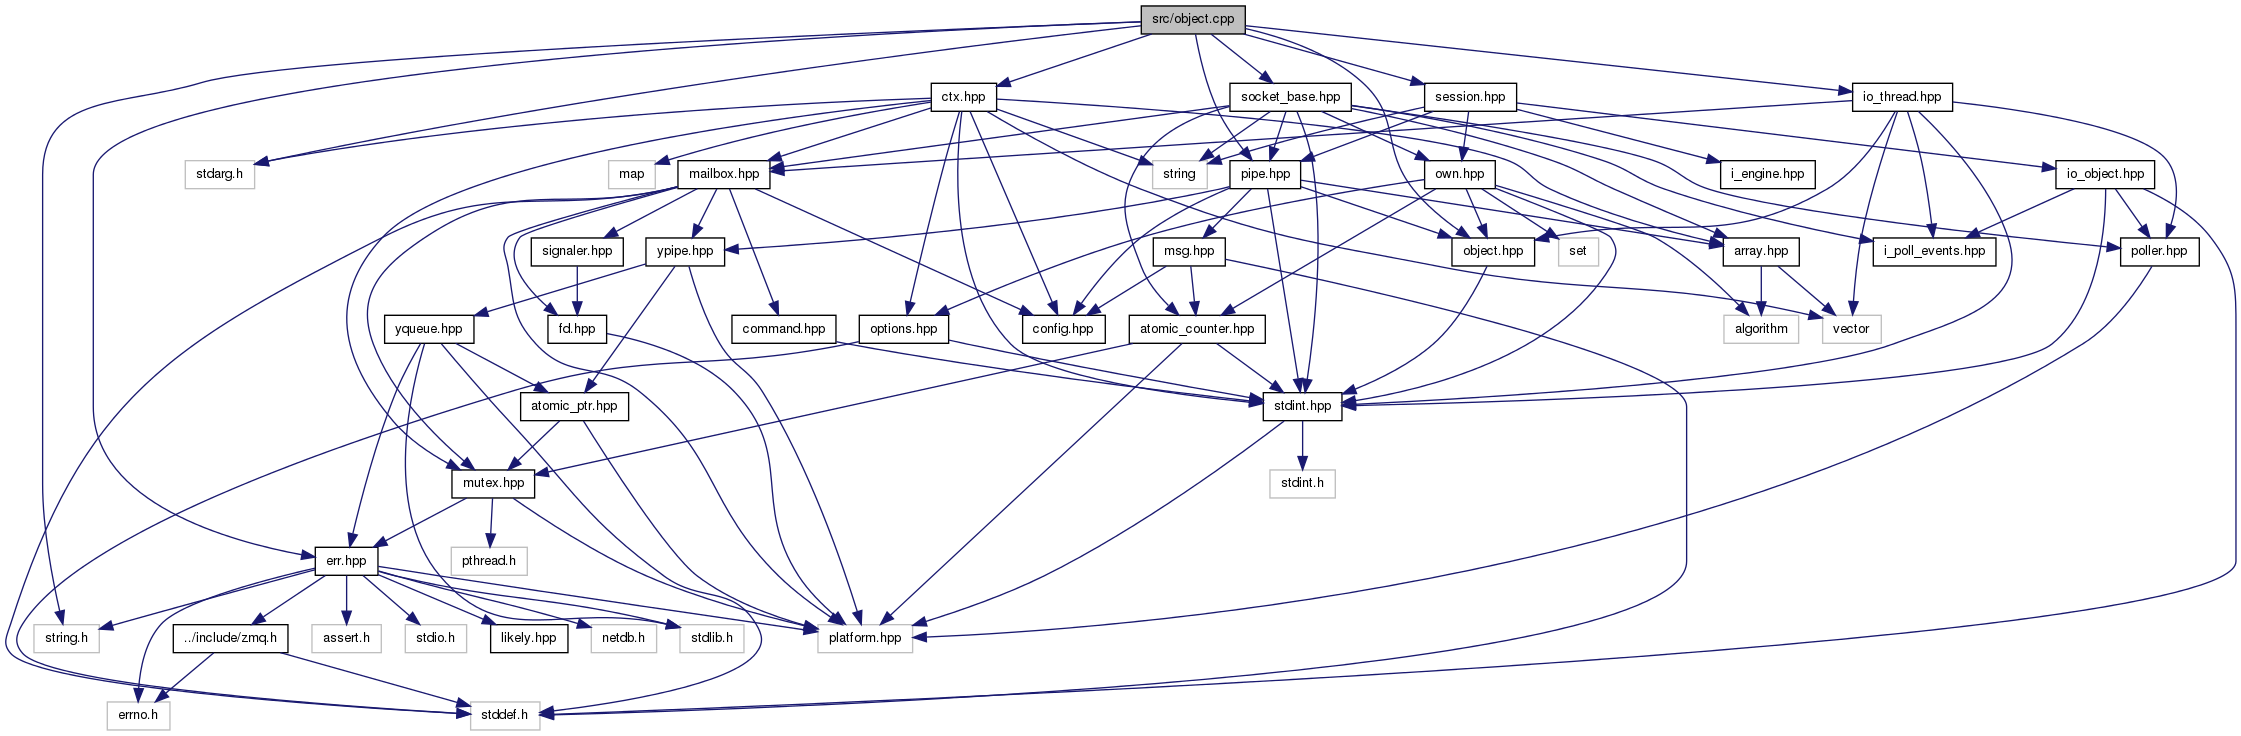 src/object.cpp
ctx.hpp
socket_base.hpp
session.hpp
io_thread.hpp
stdarg.h
map
mailbox.hpp
string
pipe.hpp
own.hpp
i_engine.hpp
io_object.hpp
signaler.hpp
ypipe.hpp
msg.hpp
object.hpp
set
array.hpp
i_poll_events.hpp
poller.hpp
yqueue.hpp
fd.hpp
command.hpp
options.hpp
config.hpp
atomic_counter.hpp
algorithm
vector
atomic_ptr.hpp
stdint.hpp
mutex.hpp
stdint.h
err.hpp
pthread.h
string.h
../include/zmq.h
assert.h
stdio.h
likely.hpp
netdb.h
stdlib.h
platform.hpp
errno.h
stddef.h